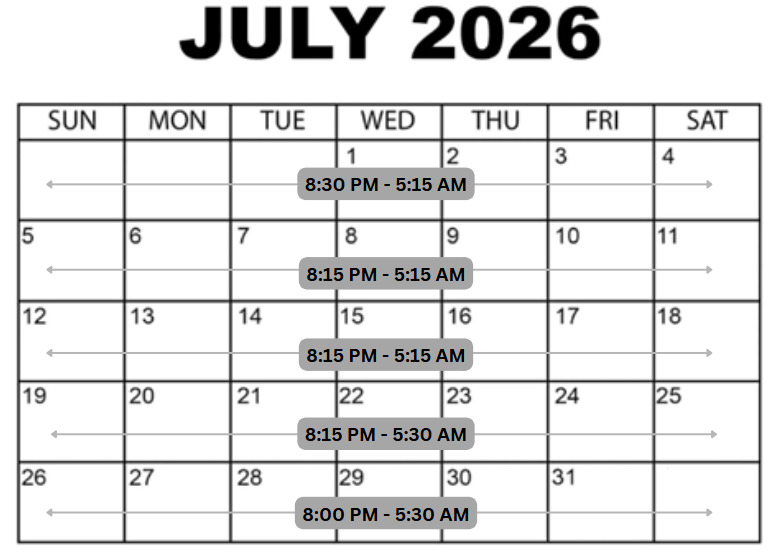 JULY 2026
SUN MON TUE WED THU FRI SAT
1 2 3 4
8:30 PM - 5:15 AM
5 6 7 8 9 10 11
8:15 PM - 5:15 AM
12 13 14 15 16 17 18
8:15 PM - 5:15 AM
19 20 21 22 23 24 25
8:15 PM - 5:30 AM
26 27 28 29 30 31
8:00 PM - 5:30 AM